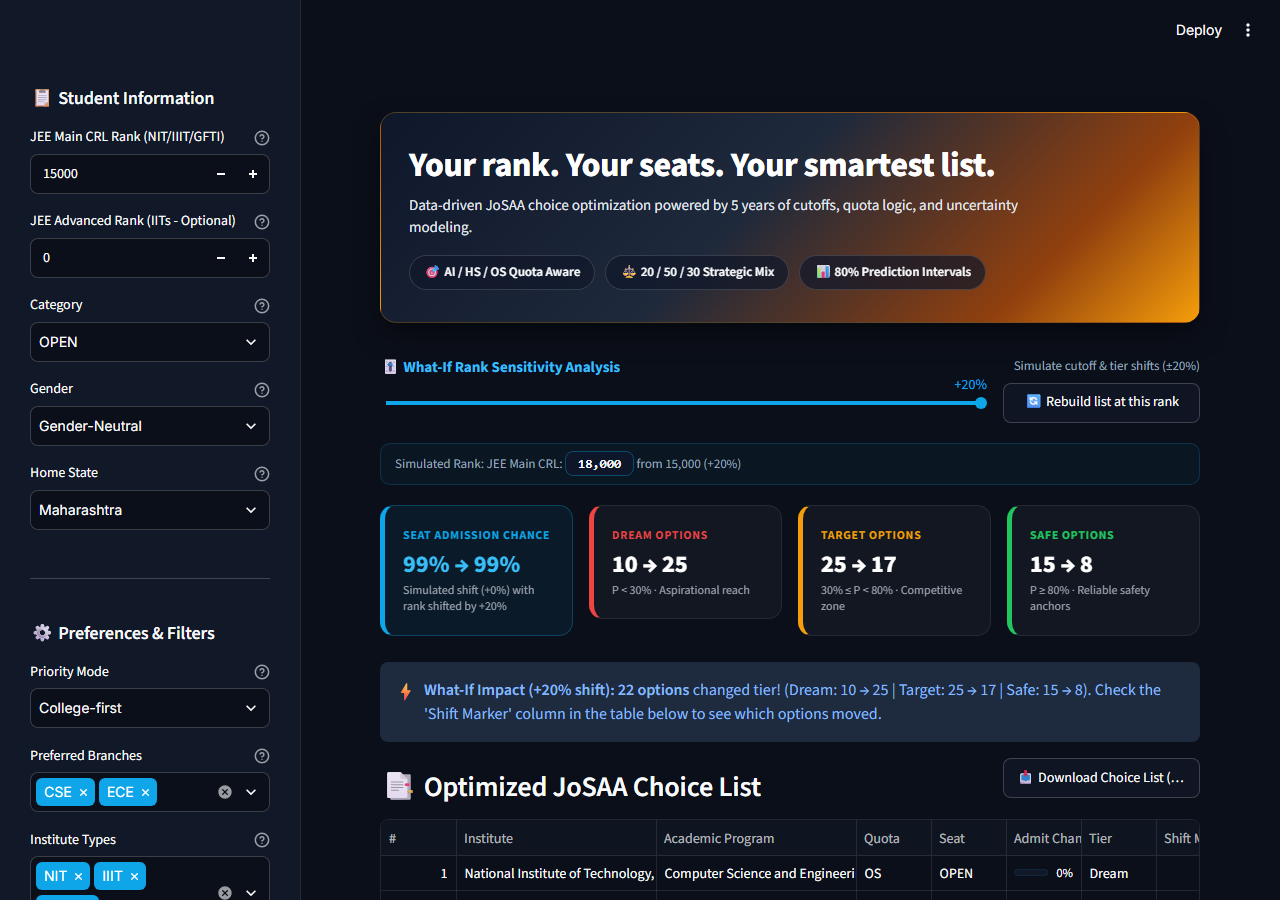 Deploy
Student Information
JEE Main CRL Rank (NIT/IIIT/GFTI)
15000
JEE Advanced Rank (IITs - Optional)
0
Category
OPEN
Gender
Gender-Neutral
Home State
Maharashtra
Preferences & Filters
Priority Mode
College-first
Preferred Branches
CSE ECE
Institute Types
NIT IIIT
Your rank. Your seats. Your smartest list.
Data-driven JoSAA choice optimization powered by 5 years of cutoffs, quota logic, and uncertainty
modeling.
AI / HS / OS Quota Aware
20 / 50 / 30 Strategic Mix
80% Prediction Intervals
What-If Rank Sensitivity Analysis
Simulate cutoff & tier shifts (±20%)
+20%
Rebuild list at this rank
Simulated Rank: JEE Main CRL: 18,000 from 15,000 (+20%)
SEAT ADMISSION CHANCE
99% → 99%
Simulated shift (+0%) with
rank shifted by +20%
DREAM OPTIONS
10 → 25
P < 30% · Aspirational reach
TARGET OPTIONS
25 → 17
30% ≤ P < 80% · Competitive
zone
SAFE OPTIONS
15 → 8
P ≥ 80% · Reliable safety
anchors
What-If Impact (+20% shift): 22 options changed tier! (Dream: 10 → 25 | Target: 25 → 17 | Safe: 15 → 8). Check the
'Shift Marker' column in the table below to see which options moved.
Optimized JoSAA Choice List
Download Choice List (...
# Institute Academic Program Quota Seat Admit Chan Tier Shift M
1 National Institute of Technology, Computer Science and Engineeri OS OPEN 0% Dream